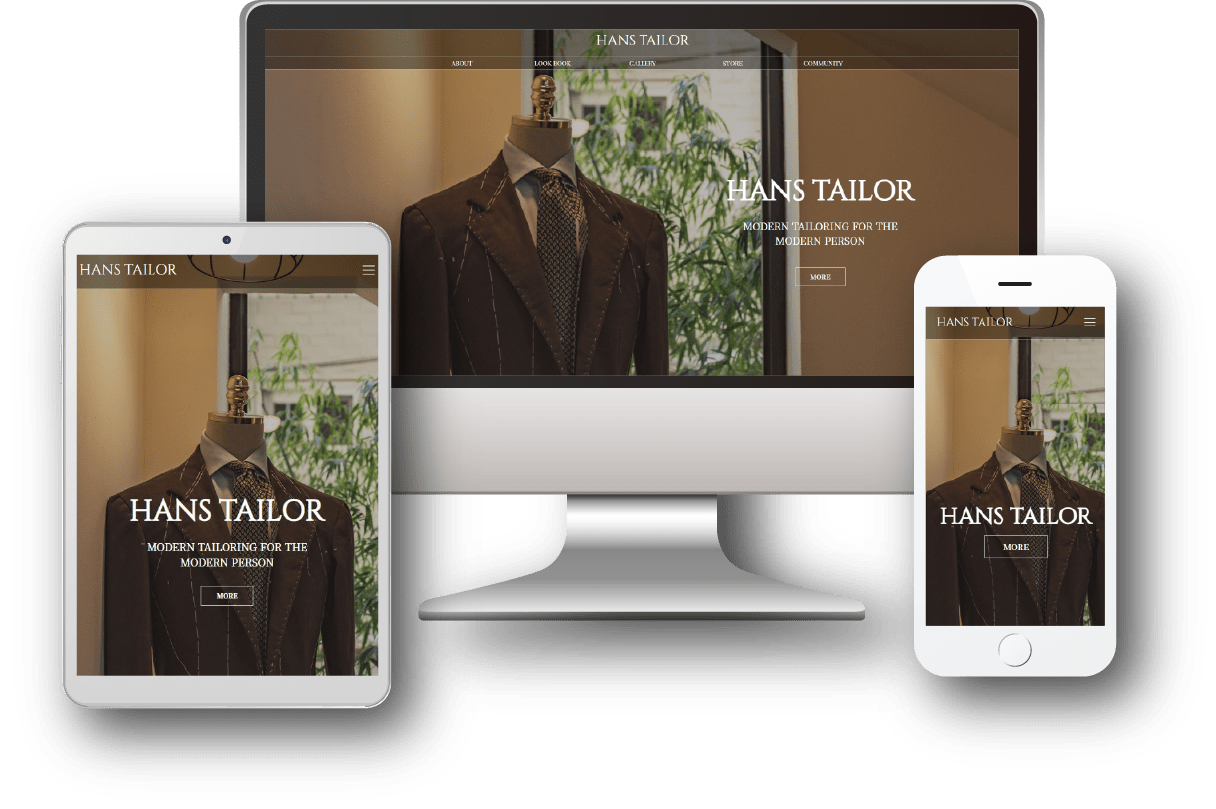 HANS TAILOR
ABOUT LOOK BOOK GALLERY STORE COMMUNITY
HANS TAILOR
MODERN TAILORING FOR THE
MODERN PERSON
MORE
HANS TAILOR
HANS TAILOR
MODERN TAILORING FOR THE
MODERN PERSON
MORE
HANS TAILOR
HANS TAILOR
MORE